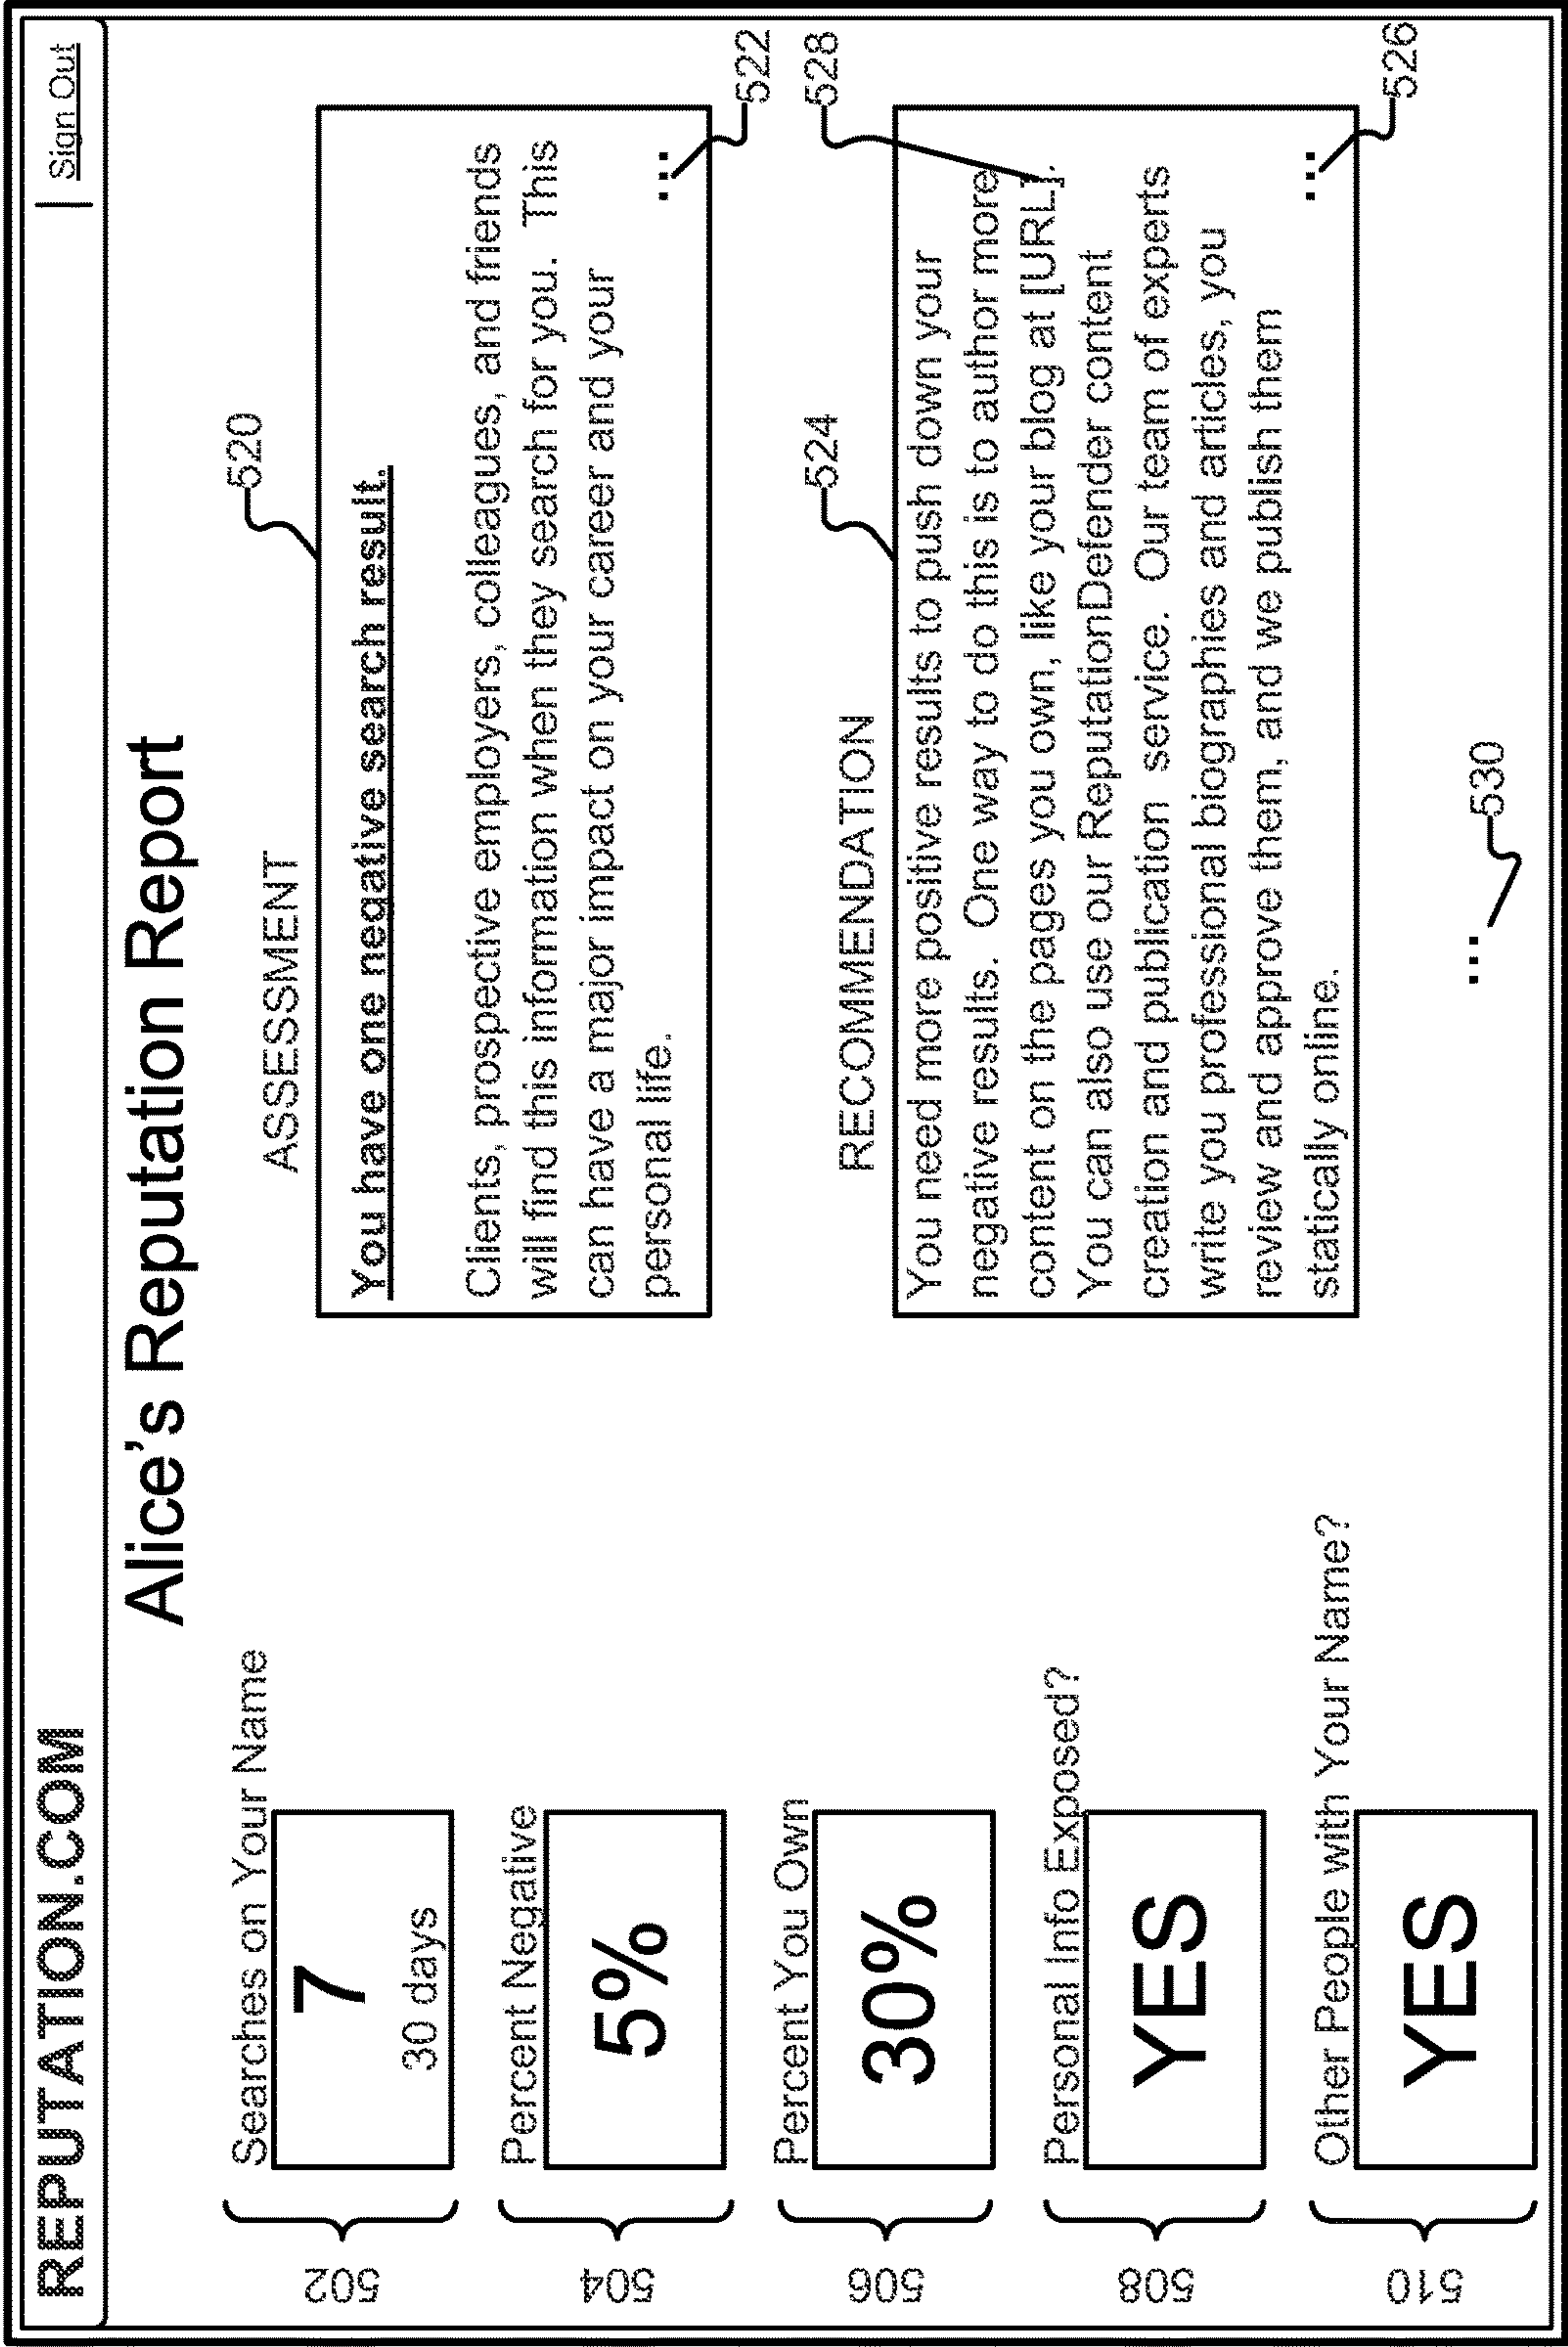 REPUTATION.COM
Sign Out
Alice's Reputation Report
502
Searches on Your Name
7
30 days
504
Percent Negative
5%
506
Percent You Own
30%
508
Personal Info Exposed?
YES
510
Other People with Your Name?
YES
ASSESSMENT
520
You have one negative search result.
Clients, prospective employers, colleagues, and friends
will find this information when they search for you.  This
can have a major impact on your career and your
personal life.
...
522
RECOMMENDATION
524
528
You need more positive results to push down your
negative results.  One way to do this is to author more
content on the pages you own, like your blog at [URL].
You can also use our ReputationDefender content
creation and publication  service.  Our team of experts
write you professional biographies and articles, you
review and approve them, and we publish them
statically online.
...
526
...
530